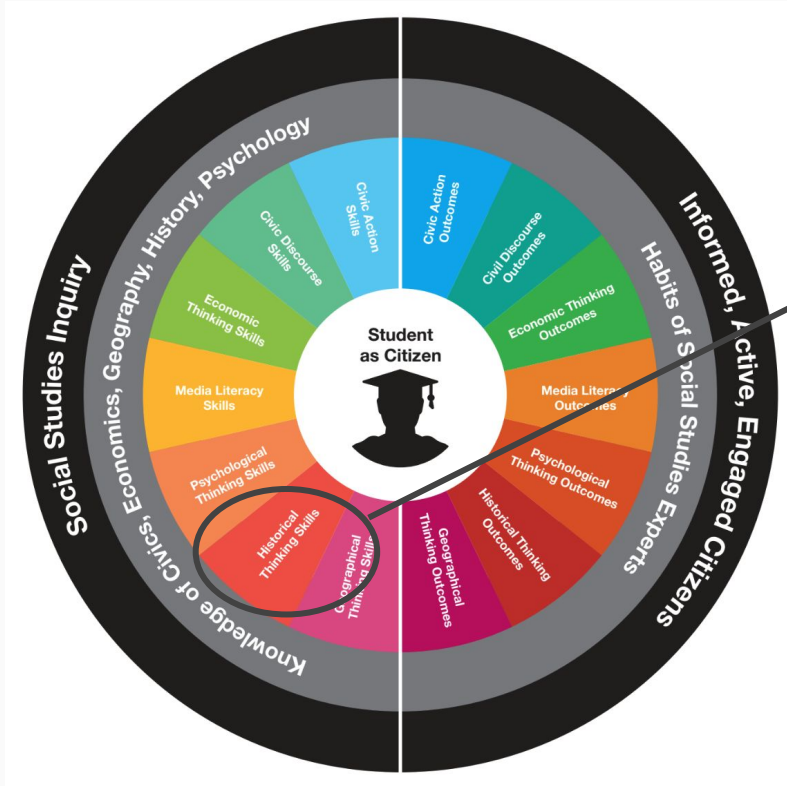 Social Studies Inquiry
Informed, Active, Engaged Citizens
Knowledge of Civics, Economics, Geography, History, Psychology
Habits of Social Studies Experts
Civic Action
Skills
Civic Discourse
Skills
Economic
Thinking Skills
Media Literacy
Skills
Psychological
Thinking Skills
Historical
Thinking Skills
Geographical
Thinking Skills
Civic Action
Outcomes
Civil Discourse
Outcomes
Economic Thinking
Outcomes
Media Literacy
Outcomes
Psychological
Thinking Outcomes
Historical Thinking
Outcomes
Geographical
Thinking Outcomes
Student
as Citizen